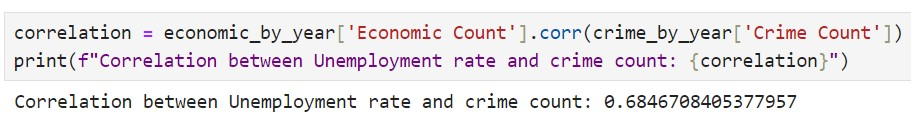 correlation = economic_by_year['Economic Count'].corr(crime_by_year['Crime Count'])
print(f"Correlation between Unemployment rate and crime count: {correlation}")
Correlation between Unemployment rate and crime count: 0.6846708405377957